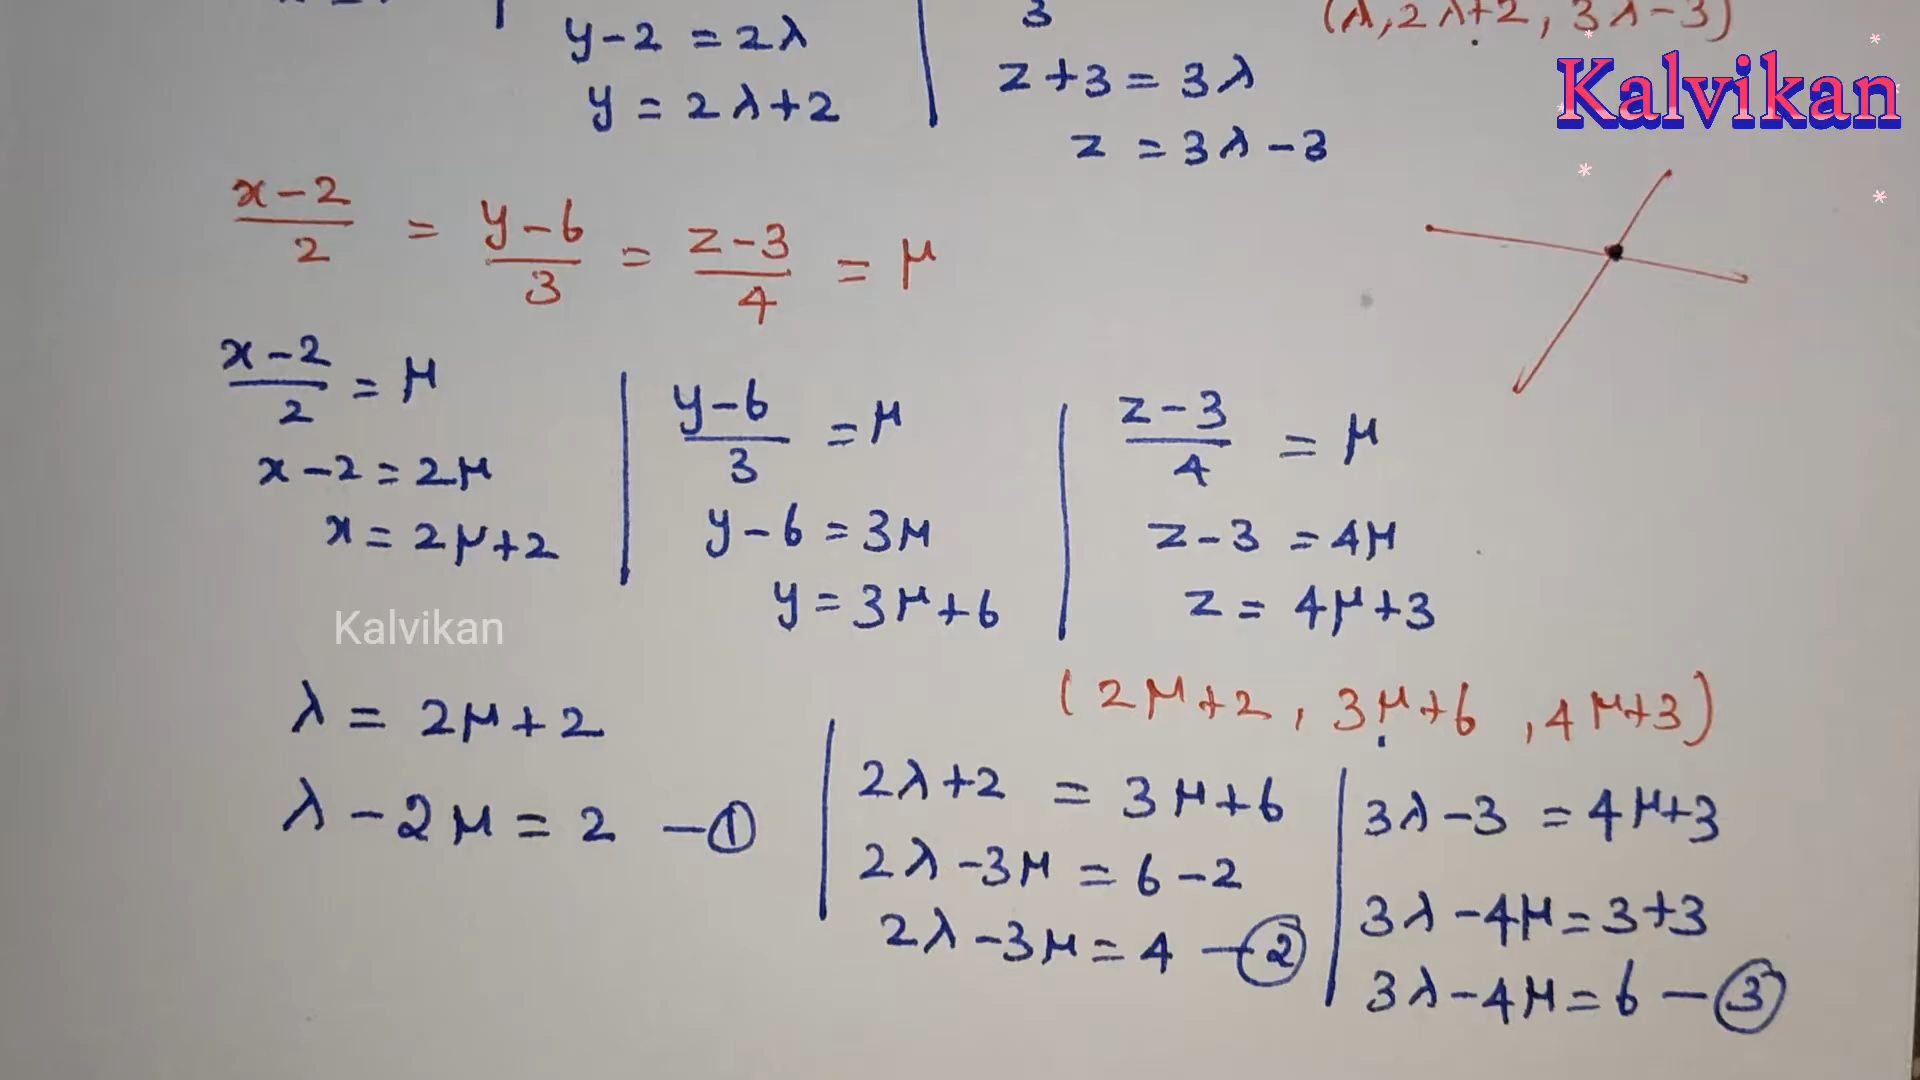 y-2 = 2λ
y = 2λ+2
3
z+3 = 3λ
z = 3λ-3
(λ, 2λ+2, 3λ-3)
Kalvikan
x-2/2 = y-6/3 = z-3/4 = μ
x-2/2 = μ
x-2 = 2μ
x = 2μ+2
y-6/3 = μ
y-6 = 3μ
y = 3μ+6
z-3/4 = μ
z-3 = 4μ
z = 4μ+3
Kalvikan
(2μ+2, 3μ+6, 4μ+3)
λ = 2μ+2
λ-2μ = 2 —①
2λ+2 = 3μ+6
2λ-3μ = 6-2
2λ-3μ = 4 —②
3λ-3 = 4μ+3
3λ-4μ = 3+3
3λ-4μ = 6 —③